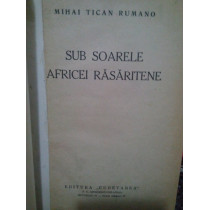 MIHAI TICAN RUMANO
SUB SOARELE
AFRICEI RĂSĂRITENE
EDITURA „CUGETAREA”